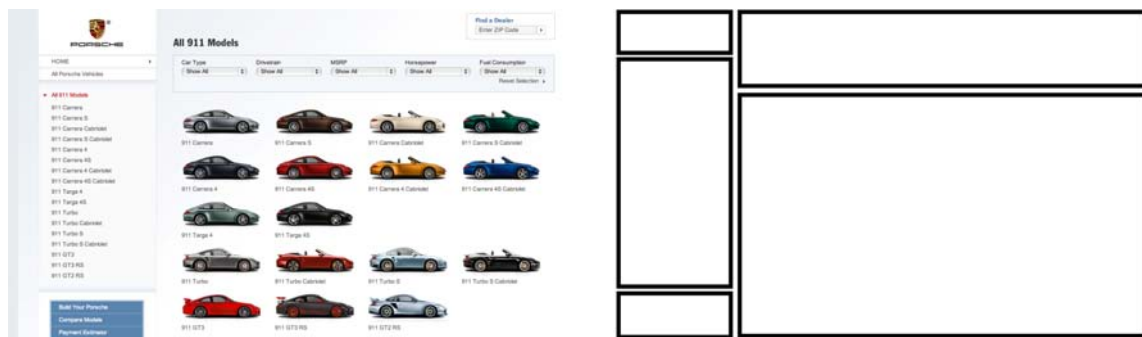 PORSCHE
HOME
All Porsche Vehicles
All 911 Models
911 Carrera
911 Carrera S
911 Carrera Cabriolet
911 Carrera S Cabriolet
911 Carrera 4
911 Carrera 4S
911 Carrera 4 Cabriolet
911 Carrera 4S Cabriolet
911 Targa 4
911 Targa 4S
911 Turbo
911 Turbo Cabriolet
911 Turbo S
911 Turbo S Cabriolet
911 GT3
911 GT3 RS
911 GT2 RS
Build Your Porsche
Compare Models
Payment Estimator
Find a Dealer
Enter ZIP Code
All 911 Models
Car Type Drivetrain MSRP Horsepower Fuel Consumption
Show All Show All Show All Show All Show All
Reset Selection
911 Carrera 911 Carrera S 911 Carrera Cabriolet 911 Carrera S Cabriolet
911 Carrera 4 911 Carrera 4S 911 Carrera 4 Cabriolet 911 Carrera 4S Cabriolet
911 Targa 4 911 Targa 4S
911 Turbo 911 Turbo Cabriolet 911 Turbo S 911 Turbo S Cabriolet
911 GT3 911 GT3 RS 911 GT2 RS